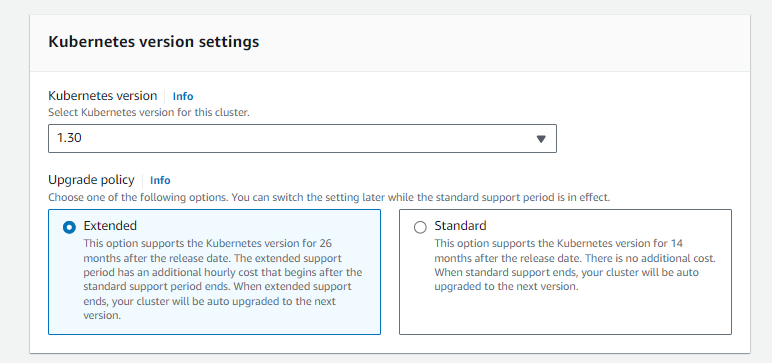 Kubernetes version settings
Kubernetes version Info
Select Kubernetes version for this cluster.
1.30
Upgrade policy Info
Choose one of the following options. You can switch the setting later while the standard support period is in effect.
Extended
This option supports the Kubernetes version for 26
months after the release date. The extended support
period has an additional hourly cost that begins after the
standard support period ends. When extended support
ends, your cluster will be auto upgraded to the next
version.
Standard
This option supports the Kubernetes version for 14
months after the release date. There is no additional cost.
When standard support ends, your cluster will be auto
upgraded to the next version.